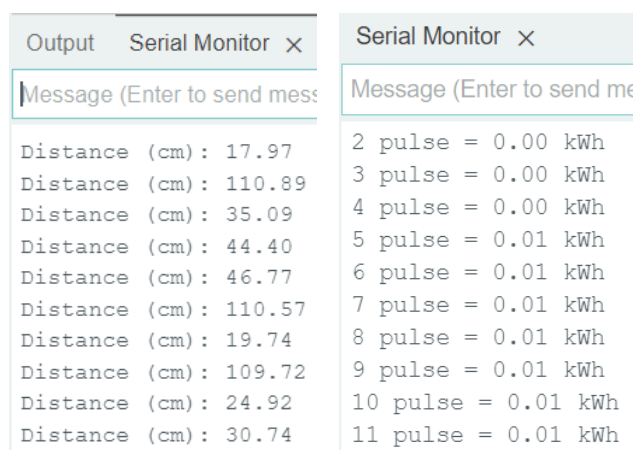 Output Serial Monitor ×
Message (Enter to send mess
Distance (cm): 17.97
Distance (cm): 110.89
Distance (cm): 35.09
Distance (cm): 44.40
Distance (cm): 46.77
Distance (cm): 110.57
Distance (cm): 19.74
Distance (cm): 109.72
Distance (cm): 24.92
Distance (cm): 30.74
Serial Monitor ×
Message (Enter to send me
2 pulse = 0.00 kWh
3 pulse = 0.00 kWh
4 pulse = 0.00 kWh
5 pulse = 0.01 kWh
6 pulse = 0.01 kWh
7 pulse = 0.01 kWh
8 pulse = 0.01 kWh
9 pulse = 0.01 kWh
10 pulse = 0.01 kWh
11 pulse = 0.01 kWh